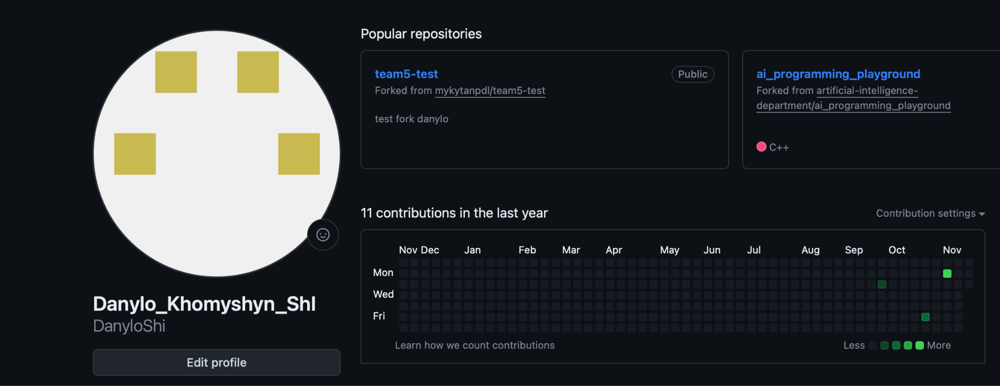 Popular repositories
team5-test
Public
Forked from mykytanpdl/team5-test
test fork danylo
ai_programming_playground
Forked from artificial-intelligence-
department/ai_programming_playground
C++
11 contributions in the last year
Contribution settings
Nov Dec Jan Feb Mar Apr May Jun Jul Aug Sep Oct Nov
Mon
Wed
Fri
Learn how we count contributions
Less
More
Danylo_Khomyshyn_ShI
DanyloShi
Edit profile